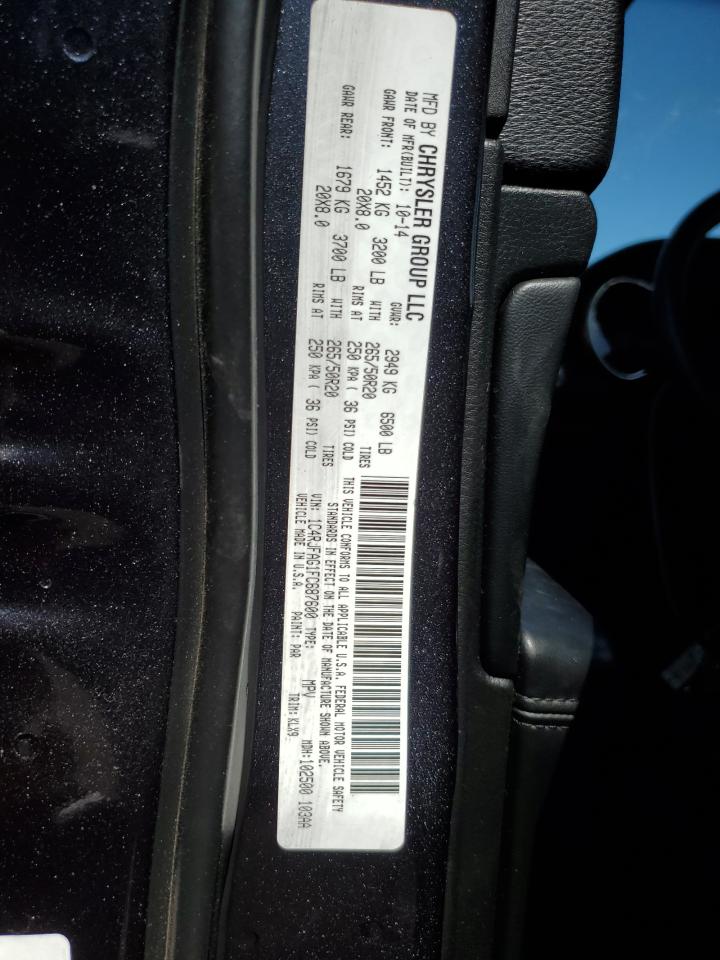 MFD BY CHRYSLER GROUP LLC
DATE OF MFR(BUILT): 10-14 GVWR: 2949 KG 6500 LB
GAWR FRONT: 1452 KG 3200 LB WITH 265/50R20 TIRES
20X8.0 RIMS AT 250 KPA ( 36 PSI) COLD
GAWR REAR: 1679 KG 3700 LB WITH 265/50R20 TIRES
20X8.0 RIMS AT 250 KPA ( 36 PSI) COLD
THIS VEHICLE CONFORMS TO ALL APPLICABLE U.S.A. FEDERAL MOTOR VEHICLE SAFETY
STANDARDS IN EFFECT ON THE DATE OF MANUFACTURE SHOWN ABOVE.
VIN: 1C4RJFAG1FC687600 TYPE: MPV MDH:102500 103AA
VEHICLE MADE IN U.S.A. PAINT: PAR TRIM: KLX9